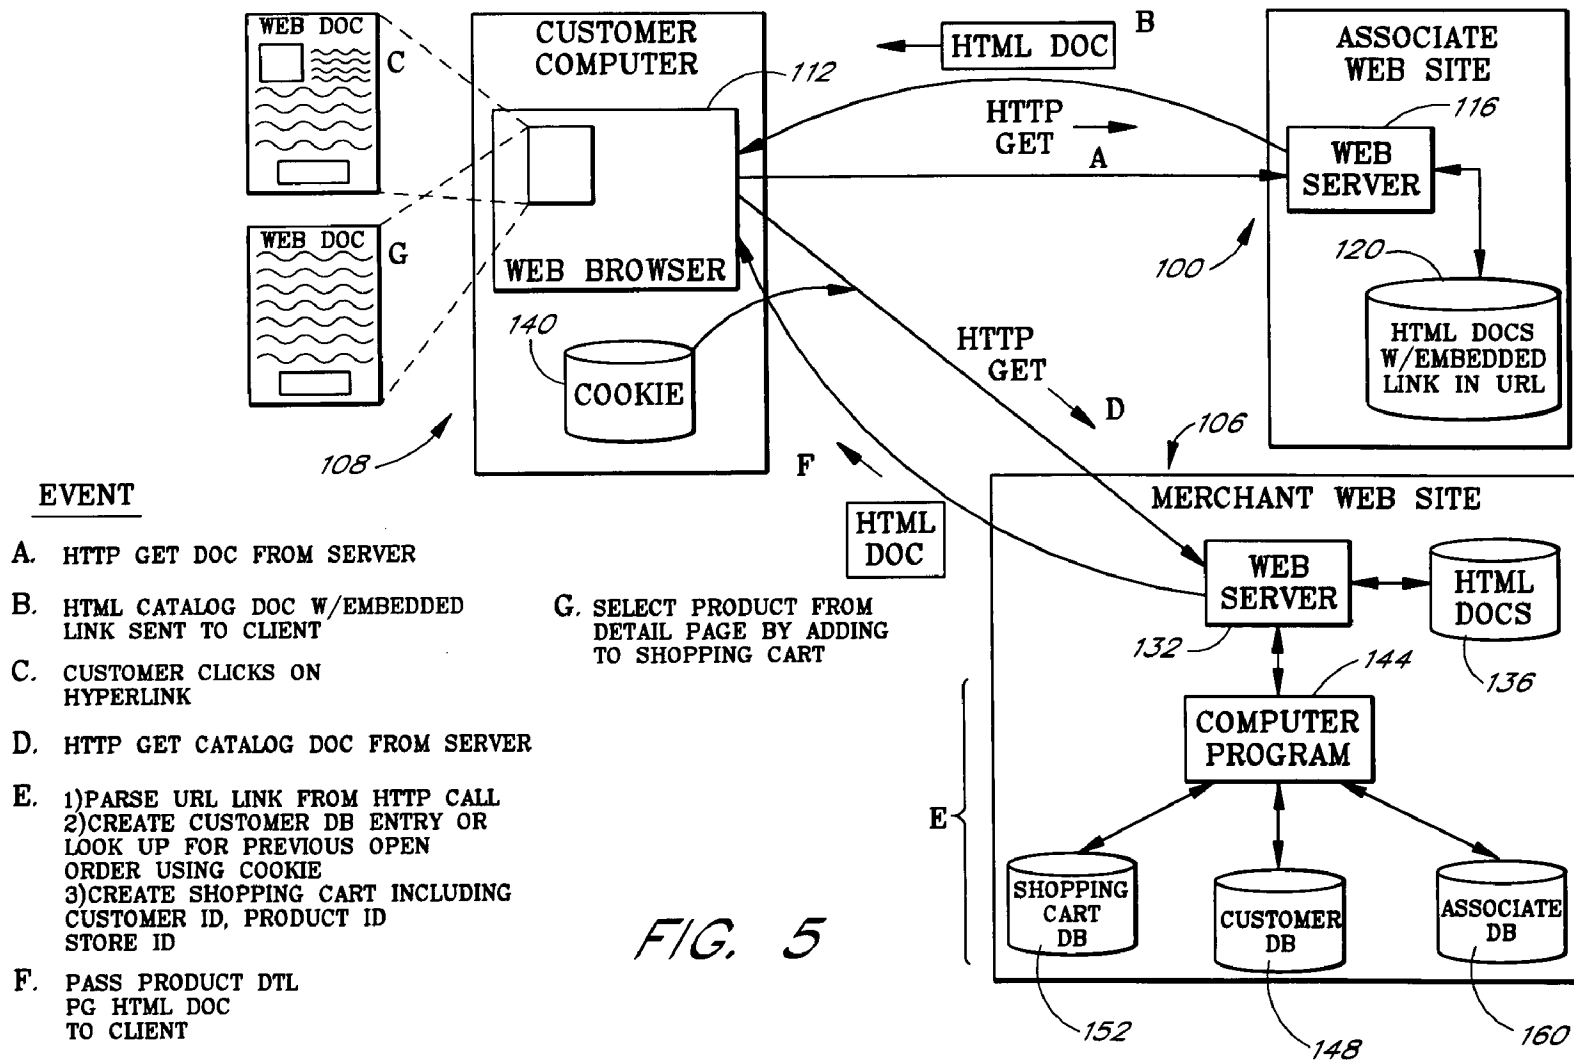 WEB DOC
C
WEB DOC
G
CUSTOMER
COMPUTER
112
WEB BROWSER
140
COOKIE
108
HTML DOC
B
HTTP
GET
A
ASSOCIATE
WEB SITE
116
WEB
SERVER
100
120
HTML DOCS
W/EMBEDDED
LINK IN URL
HTTP
GET
D
F
HTML
DOC
106
MERCHANT WEB SITE
WEB
SERVER
132
HTML
DOCS
136
144
COMPUTER
PROGRAM
E
SHOPPING
CART
DB
152
CUSTOMER
DB
148
ASSOCIATE
DB
160
EVENT
A. HTTP GET DOC FROM SERVER
B. HTML CATALOG DOC W/EMBEDDED
LINK SENT TO CLIENT
C. CUSTOMER CLICKS ON
HYPERLINK
D. HTTP GET CATALOG DOC FROM SERVER
E. 1)PARSE URL LINK FROM HTTP CALL
2)CREATE CUSTOMER DB ENTRY OR
LOOK UP FOR PREVIOUS OPEN
ORDER USING COOKIE
3)CREATE SHOPPING CART INCLUDING
CUSTOMER ID, PRODUCT ID
STORE ID
F. PASS PRODUCT DTL
PG HTML DOC
TO CLIENT
G. SELECT PRODUCT FROM
DETAIL PAGE BY ADDING
TO SHOPPING CART
FIG. 5